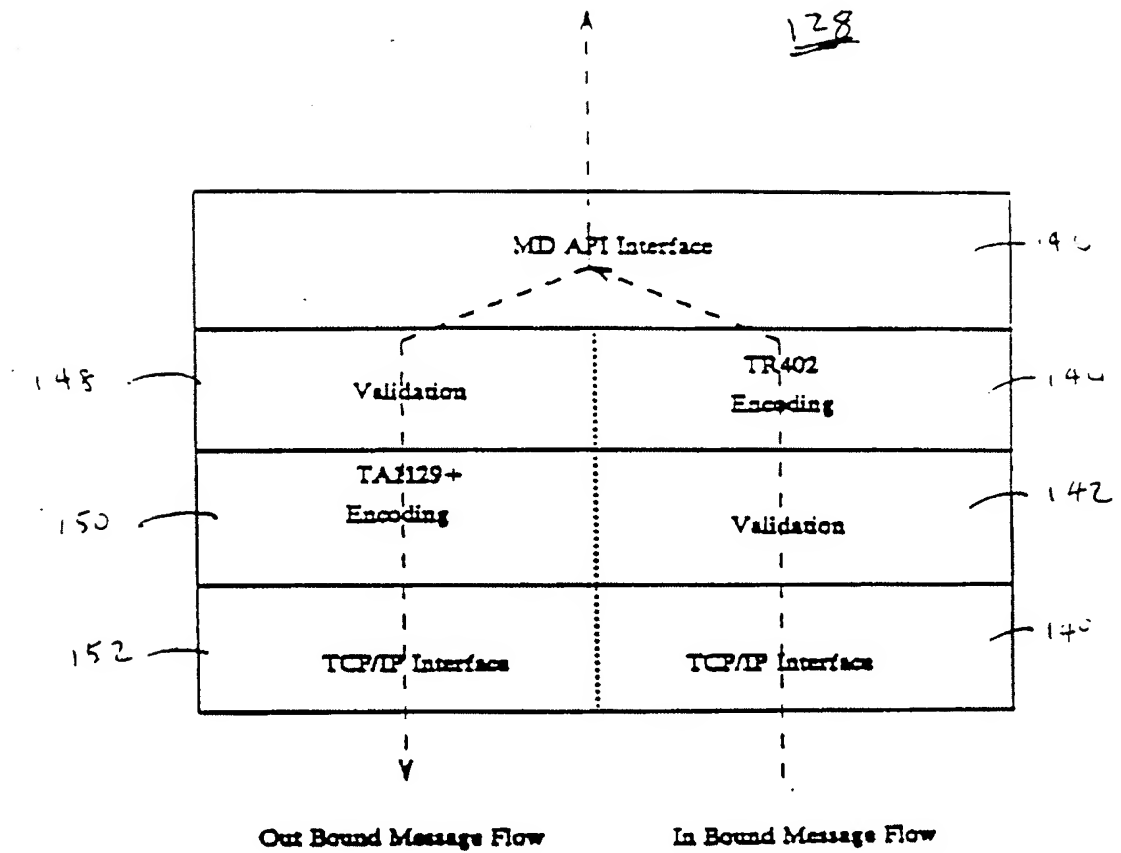 128
MD API Interface
148
Validation
TR402
Encoding
150
TA1129+
Encoding
142
Validation
152
TCP/IP Interface
TCP/IP Interface
Out Bound Message Flow
In Bound Message Flow